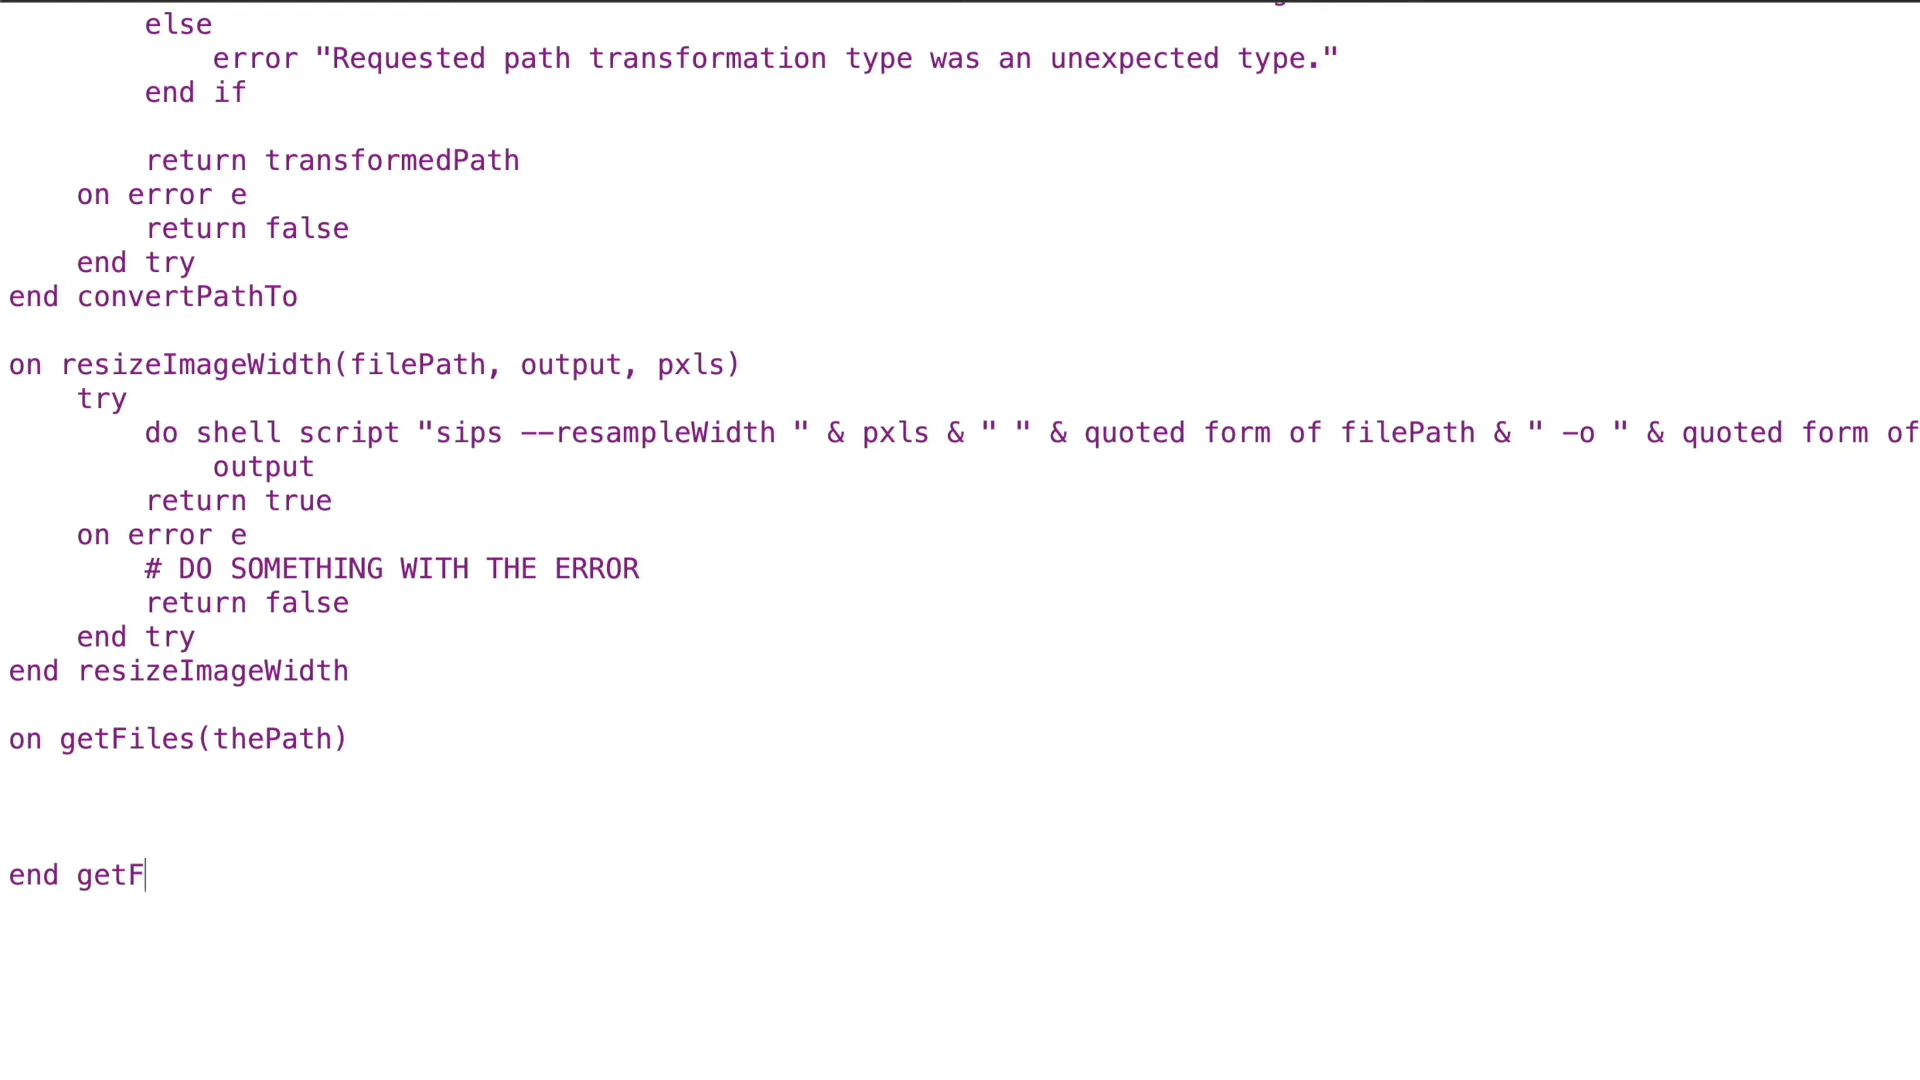 else
error "Requested path transformation type was an unexpected type."
end if
return transformedPath
on error e
return false
end try
end convertPathTo
on resizeImageWidth(filePath, output, pxls)
try
do shell script "sips --resampleWidth " & pxls & " " & quoted form of filePath & " -o " & quoted form of
output
return true
on error e
# DO SOMETHING WITH THE ERROR
return false
end try
end resizeImageWidth
on getFiles(thePath)
end getF